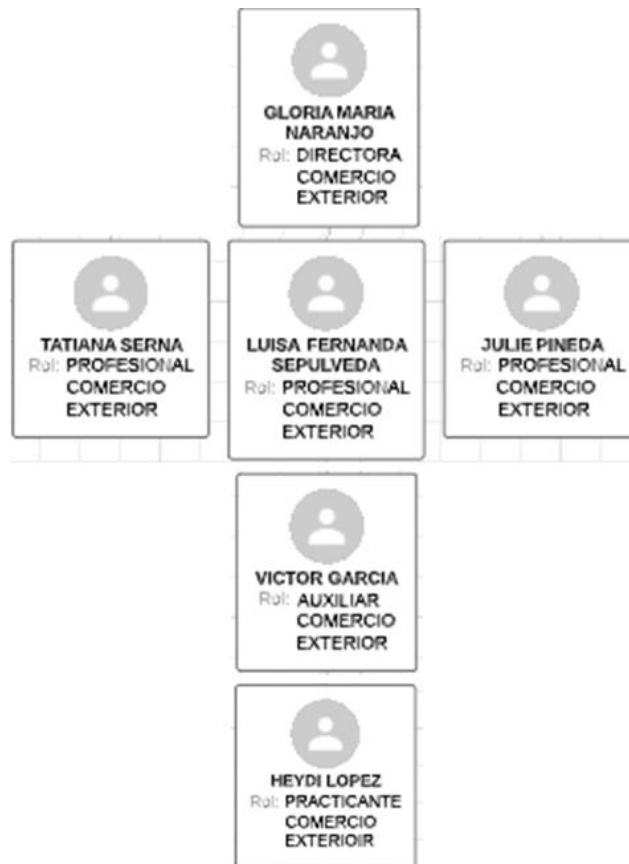 GLORIA MARIA
NARANJO
Rol: DIRECTORA
COMERCIO
EXTERIOR
TATIANA SERNA
Rol: PROFESIONAL
COMERCIO
EXTERIOR
LUISA FERNANDA
SEPULVEDA
Rol: PROFESIONAL
COMERCIO
EXTERIOR
JULIE PINEDA
Rol: PROFESIONAL
COMERCIO
EXTERIOR
VICTOR GARCIA
Rol: AUXILIAR
COMERCIO
EXTERIOR
HEYDI LOPEZ
Rol: PRACTICANTE
COMERCIO
EXTERIOIR